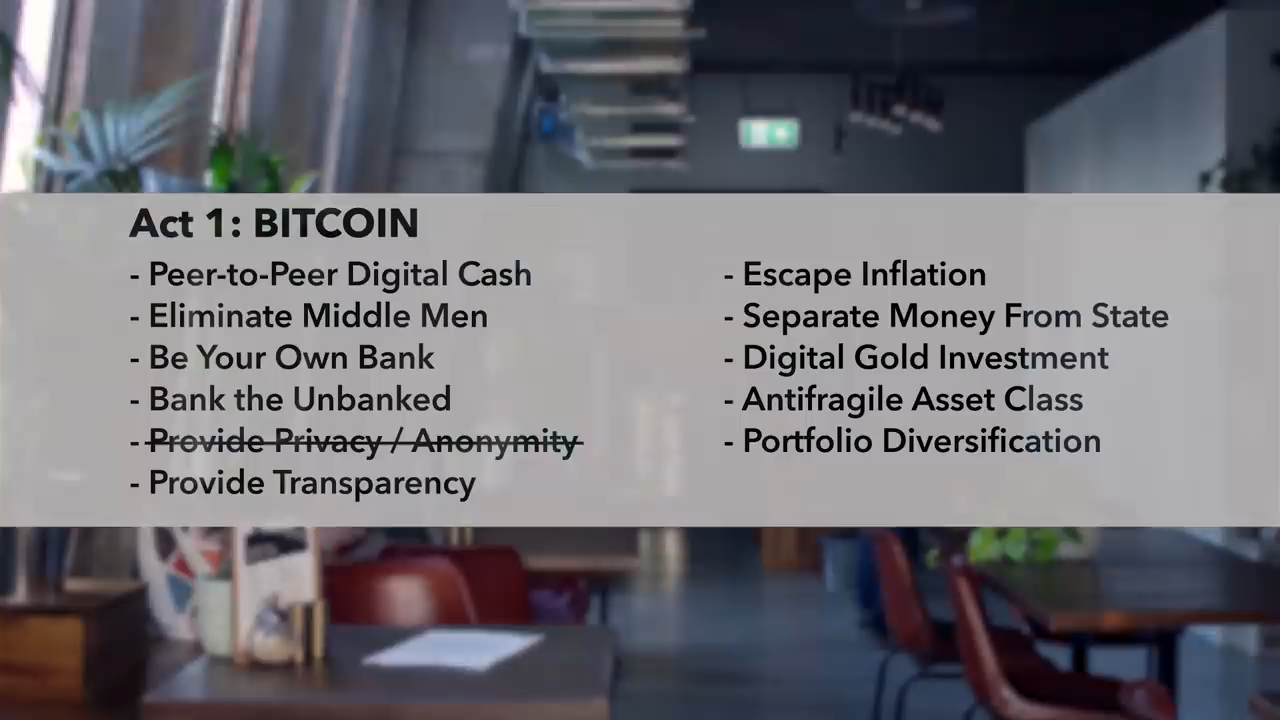 Act 1: BITCOIN
- Peer-to-Peer Digital Cash
- Eliminate Middle Men
- Be Your Own Bank
- Bank the Unbanked
- Provide Privacy / Anonymity
- Provide Transparency
- Escape Inflation
- Separate Money From State
- Digital Gold Investment
- Antifragile Asset Class
- Portfolio Diversification